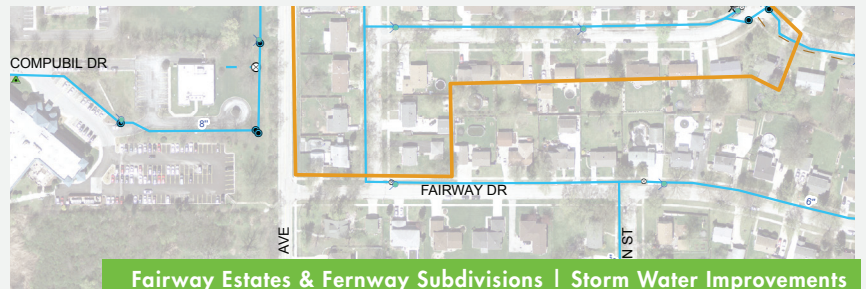 COMPUBIL DR
8"
FAIRWAY DR
6"
AVE
N ST
Fairway Estates & Fernway Subdivisions | Storm Water Improvements